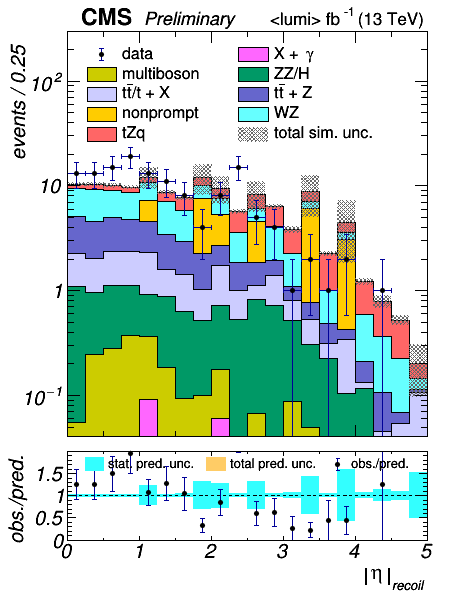 CMS Preliminary <lumi> fb⁻¹ (13 TeV)
events / 0.25
data
X + γ
multiboson
ZZ/H
tt̄/t + X
tt̄ + Z
nonprompt
WZ
tZq
total sim. unc.
10²
10
1
10⁻¹
obs./pred.
stat. pred. unc.
total pred. unc.
obs./pred.
1.5
1
0.5
0
0 1 2 3 4 5
|η|recoil